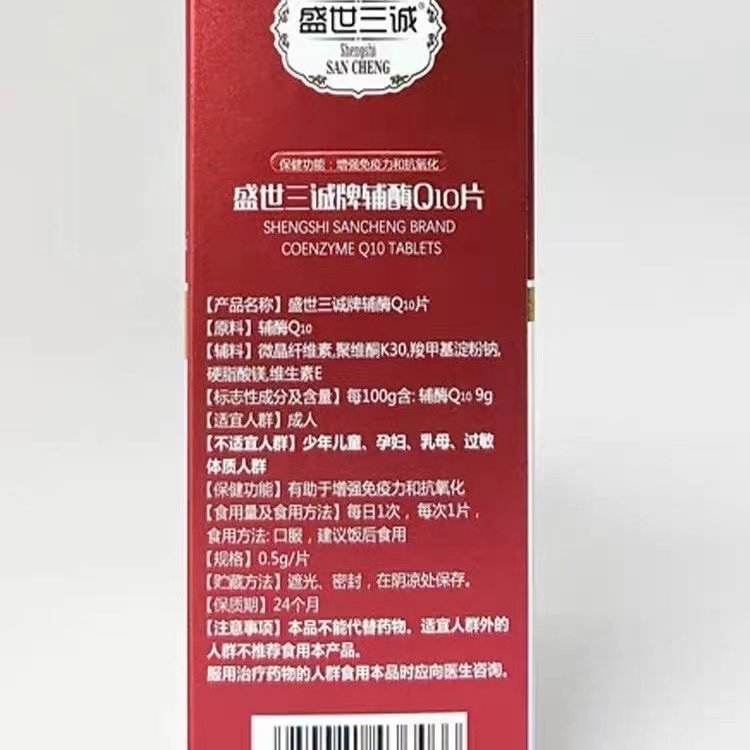 盛世三诚®
Shengshi
SAN CHENG
保健功能：增强免疫力和抗氧化
盛世三诚牌辅酶Q10片
SHENGSHI SANCHENG BRAND
COENZYME Q10 TABLETS
【产品名称】盛世三诚牌辅酶Q10片
【原料】辅酶Q10
【辅料】微晶纤维素,聚维酮K30,羧甲基淀粉钠,
硬脂酸镁,维生素E
【标志性成分及含量】每100g含: 辅酶Q10 9g
【适宜人群】成人
【不适宜人群】少年儿童、孕妇、乳母、过敏
体质人群
【保健功能】有助于增强免疫力和抗氧化
【食用量及食用方法】每日1次，每次1片，
食用方法: 口服，建议饭后食用
【规格】0.5g/片
【贮藏方法】遮光、密封，在阴凉处保存。
【保质期】24个月
【注意事项】本品不能代替药物。适宜人群外的
人群不推荐食用本产品。
服用治疗药物的人群食用本品时应向医生咨询。